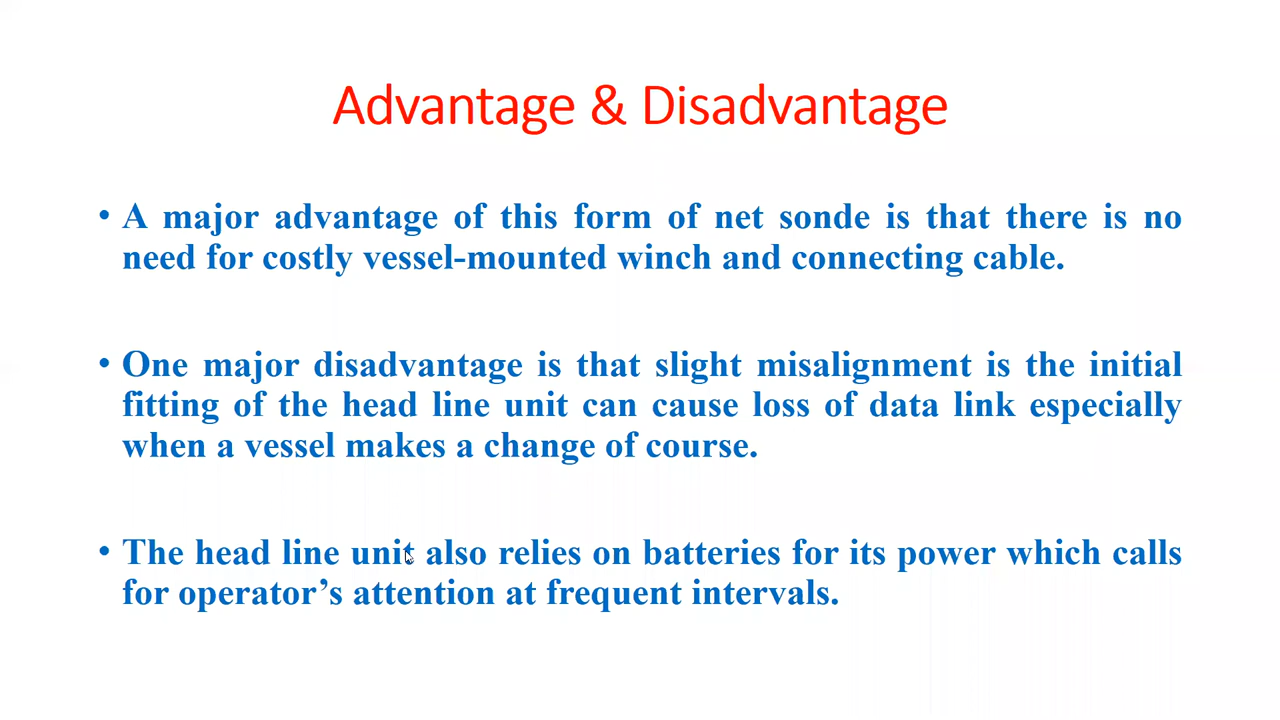 Advantage & Disadvantage
• A major advantage of this form of net sonde is that there is no
need for costly vessel-mounted winch and connecting cable.
• One major disadvantage is that slight misalignment is the initial
fitting of the head line unit can cause loss of data link especially
when a vessel makes a change of course.
• The head line unit also relies on batteries for its power which calls
for operator’s attention at frequent intervals.